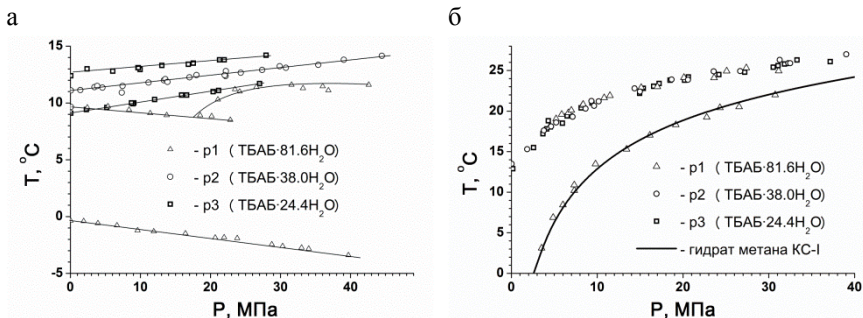 а
15
10
5
0
-5
0
10
20
30
40
T, °C
P, МПа
- p1 ( ТБАБ·81.6H2O)
- p2 ( ТБАБ·38.0H2O)
- p3 ( ТБАБ·24.4H2O)
б
25
20
15
10
5
0
0
10
20
30
40
T, °C
P, МПа
- p1 ( ТБАБ·81.6H2O)
- p2 ( ТБАБ·38.0H2O)
- p3 ( ТБАБ·24.4H2O)
- гидрат метана КС-I